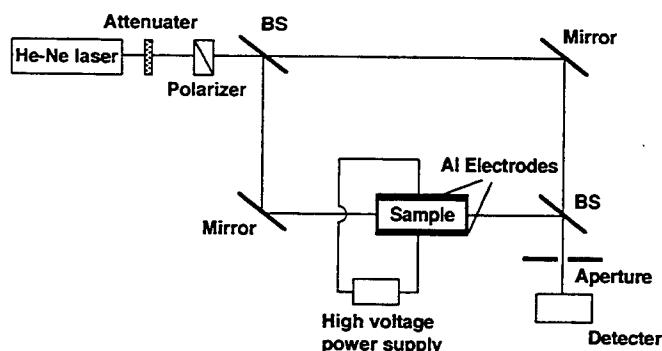 Attenuater
BS
Mirror
He-Ne laser
Polarizer
Al Electrodes
Sample
BS
Mirror
Aperture
High voltage
power supply
Detecter